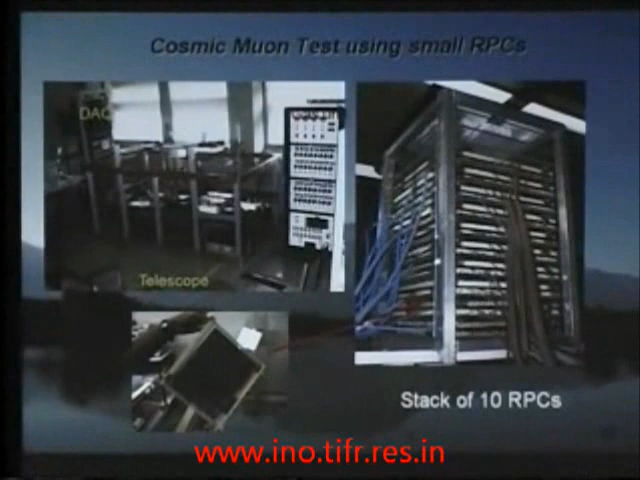 Cosmic Muon Test using small RPCs
DAQ
Telescope
Stack of 10 RPCs
www.ino.tifr.res.in